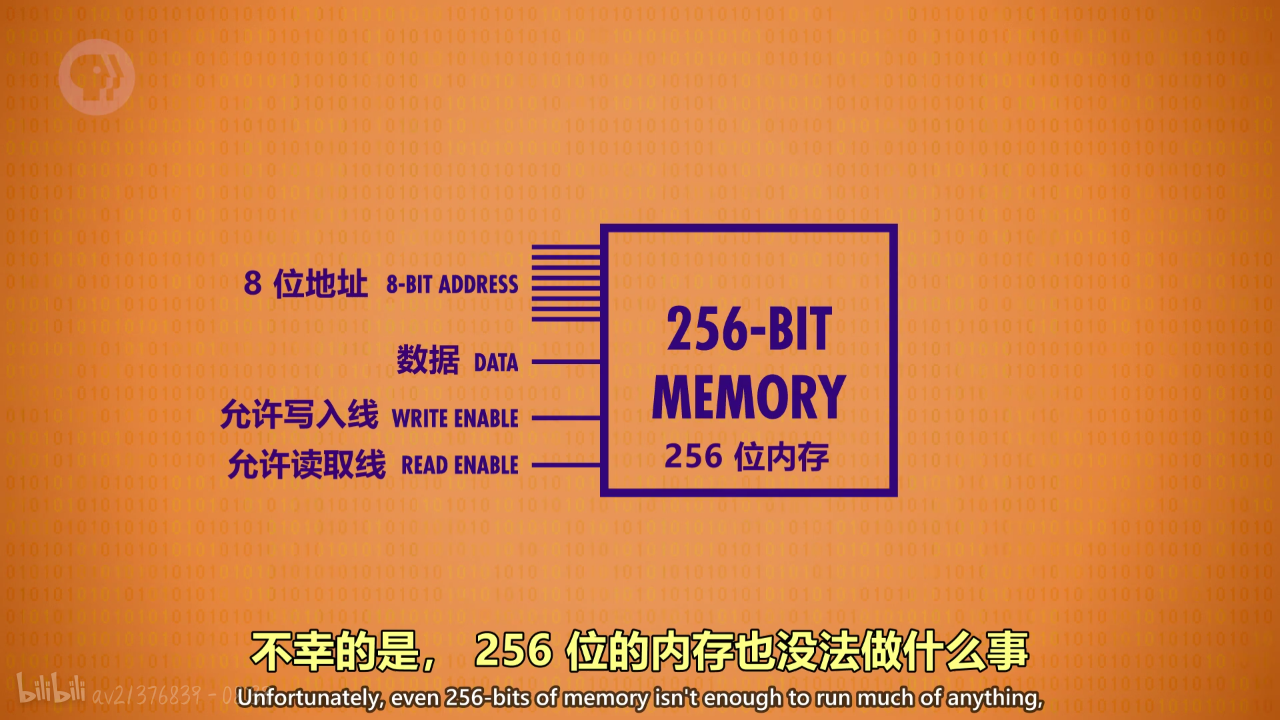 8 位地址 8-BIT ADDRESS
数据 DATA
允许写入线 WRITE ENABLE
允许读取线 READ ENABLE
256-BIT
MEMORY
256 位内存
不幸的是， 256 位的内存也没法做什么事
Unfortunately, even 256-bits of memory isn't enough to run much of anything,
bilibili av21376839